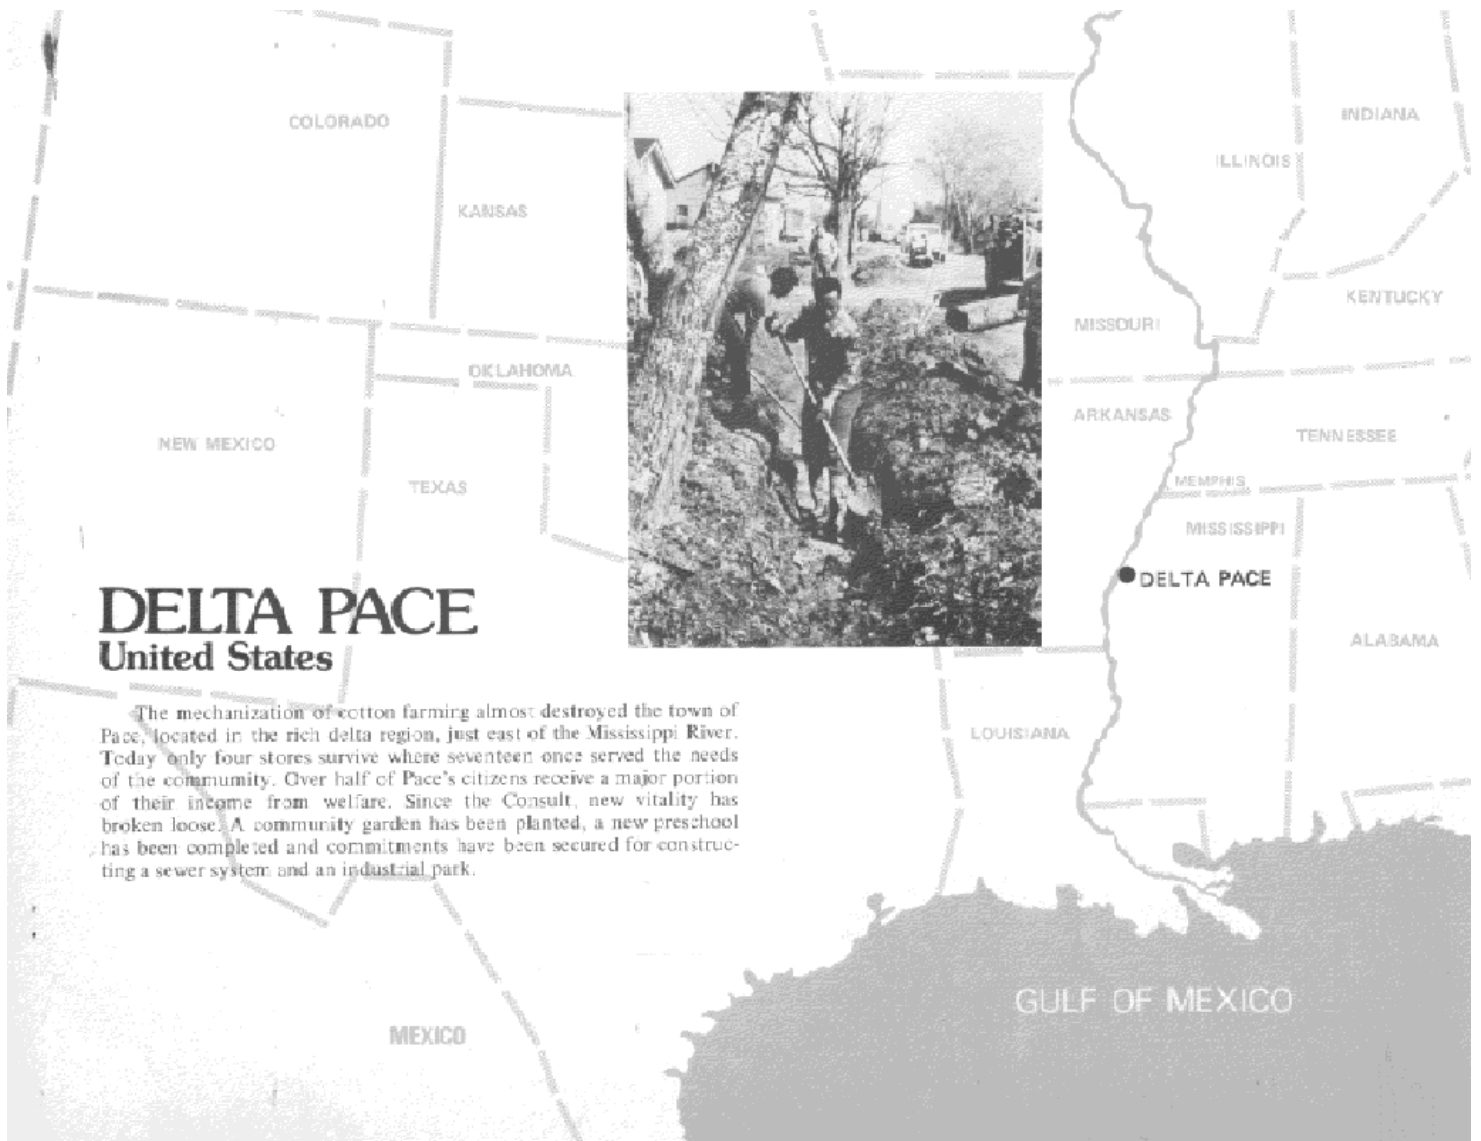 COLORADO
INDIANA
ILLINOIS
KANSAS
KENTUCKY
MISSOURI
OKLAHOMA
ARKANSAS
NEW MEXICO
TENNESSEE
TEXAS
MEMPHIS
MISSISSIPPI
DELTA PACE
ALABAMA
LOUISIANA
DELTA PACE
United States
The mechanization of cotton farming almost destroyed the town of
Pace, located in the rich delta region, just east of the Mississippi River.
Today only four stores survive where seventeen once served the needs
of the commumity. Over half of Pace's citizens receive a major portion
of their income from welfare. Since the Consult, new vitality has
broken loose. A community garden has been planted, a new preschool
has been completed and commitments have been secured for construc-
ting a sewer system and an industrial park.
GULF OF MEXICO
MEXICO